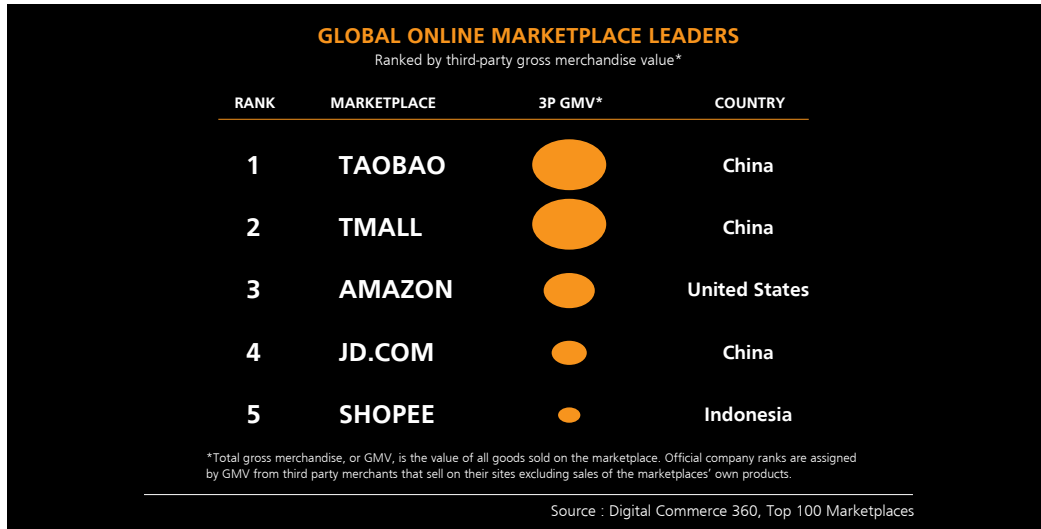 GLOBAL ONLINE MARKETPLACE LEADERS
Ranked by third-party gross merchandise value*
RANK MARKETPLACE 3P GMV* COUNTRY
1 TAOBAO China
2 TMALL China
3 AMAZON United States
4 JD.COM China
5 SHOPEE Indonesia
*Total gross merchandise, or GMV, is the value of all goods sold on the marketplace. Official company ranks are assigned
by GMV from third party merchants that sell on their sites excluding sales of the marketplaces’ own products.
Source : Digital Commerce 360, Top 100 Marketplaces